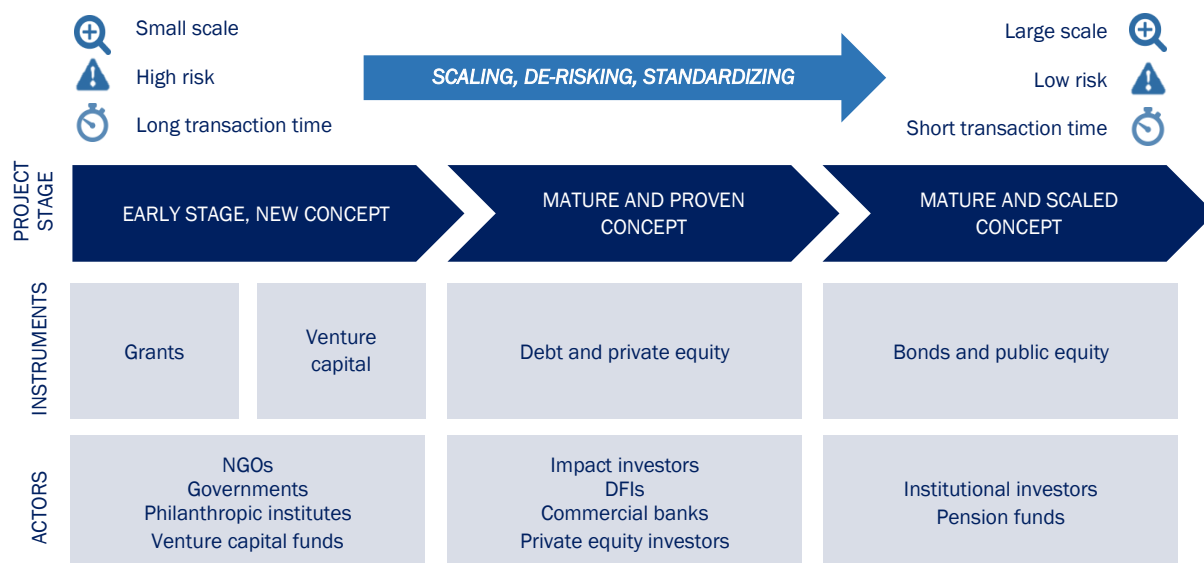 Small scale
High risk
Long transaction time
SCALING, DE-RISKING, STANDARDIZING
Large scale
Low risk
Short transaction time
PROJECT
STAGE
EARLY STAGE, NEW CONCEPT
MATURE AND PROVEN
CONCEPT
MATURE AND SCALED
CONCEPT
INSTRUMENTS
Grants
Venture
capital
Debt and private equity
Bonds and public equity
ACTORS
NGOs
Governments
Philanthropic institutes
Venture capital funds
Impact investors
DFIs
Commercial banks
Private equity investors
Institutional investors
Pension funds